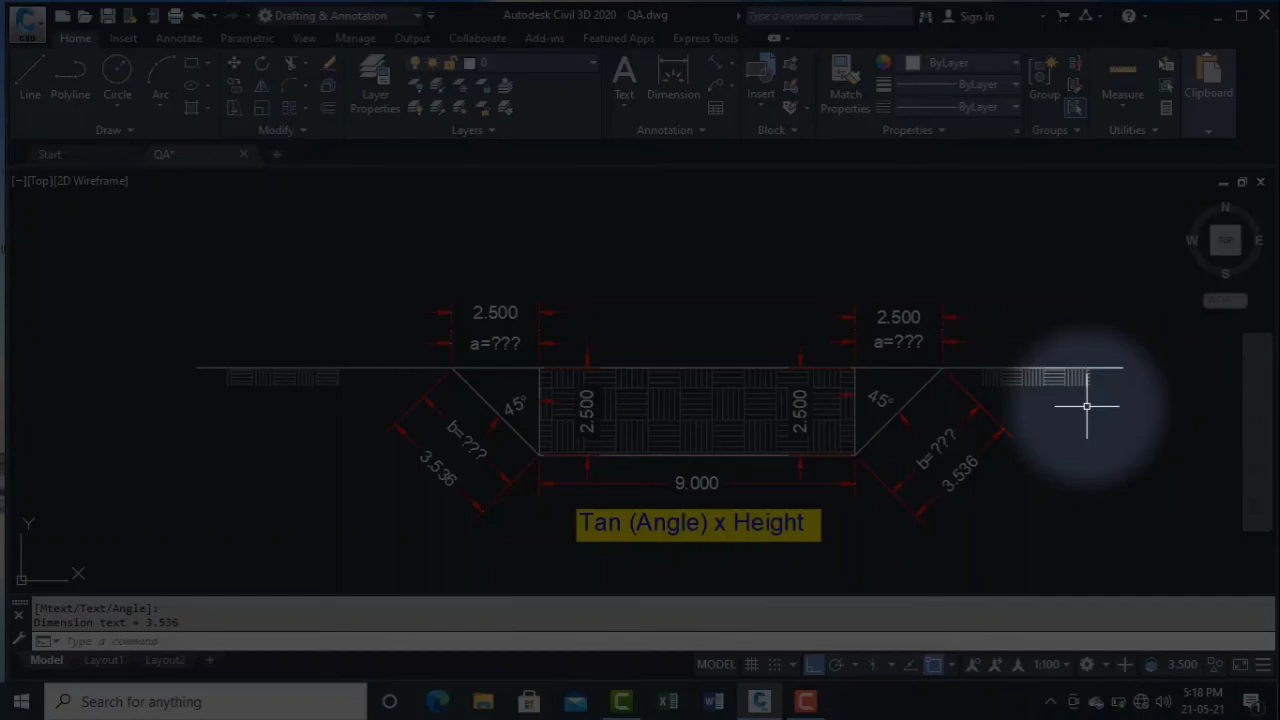 Drafting & Annotation
Autodesk Civil 3D 2020 QA.dwg
Type a keyword or phrase
Sign In
C3D
Home Insert Annotate Parametric View Manage Output Collaborate Add-ins Featured Apps Express Tools
Line Polyline Circle Arc
Layer
Properties
0
Text Dimension
Insert
Match
Properties
ByLayer
ByLayer
ByLayer
Group
Measure
Clipboard
Draw Modify Layers Annotation Block Properties Groups Utilities
Start QA*
[−][Top][2D Wireframe]
N
W TOP E
S
2.500 2.500
a=??? a=???
45° 2.500 2.500 45°
b=??? b=???
3.536 3.536
9.000
Tan (Angle) x Height
Y
X
[Mtext/Text/Angle]:
Dimension text = 3.536
Type a command
Model Layout1 Layout2
MODEL 1:100 3.500
Search for anything
5:18 PM
21-05-21
1